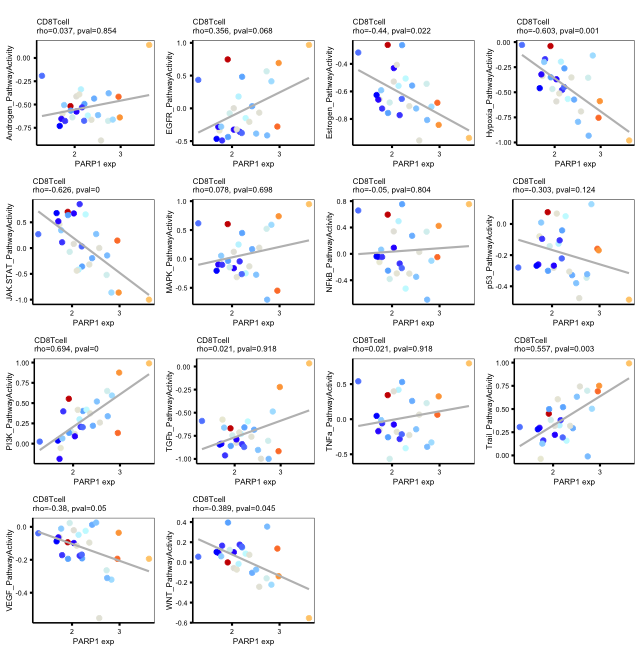 CD8Tcell
rho=0.037, pval=0.854
Androgen_PathwayActivity
0.00
-0.25
-0.50
-0.75
2
3
PARP1 exp
CD8Tcell
rho=0.356, pval=0.068
EGFR_PathwayActivity
1.0
0.5
0.0
-0.5
2
3
PARP1 exp
CD8Tcell
rho=-0.44, pval=0.022
Estrogen_PathwayActivity
-0.4
-0.6
-0.8
2
3
PARP1 exp
CD8Tcell
rho=-0.603, pval=0.001
Hypoxia_PathwayActivity
0.00
-0.25
-0.50
-0.75
-1.00
2
3
PARP1 exp
CD8Tcell
rho=-0.626, pval=0
JAK-STAT_PathwayActivity
0.5
0.0
-0.5
-1.0
2
3
PARP1 exp
CD8Tcell
rho=0.078, pval=0.698
MAPK_PathwayActivity
1.0
0.5
0.0
-0.5
2
3
PARP1 exp
CD8Tcell
rho=-0.05, pval=0.804
NFkB_PathwayActivity
0.8
0.4
0.0
-0.4
2
3
PARP1 exp
CD8Tcell
rho=-0.303, pval=0.124
p53_PathwayActivity
0.0
-0.2
-0.4
2
3
PARP1 exp
CD8Tcell
rho=0.694, pval=0
PI3K_PathwayActivity
1.00
0.75
0.50
0.25
0.00
2
3
PARP1 exp
CD8Tcell
rho=0.021, pval=0.918
TGFb_PathwayActivity
0.00
-0.25
-0.50
-0.75
-1.00
2
3
PARP1 exp
CD8Tcell
rho=0.021, pval=0.918
TNFa_PathwayActivity
0.5
0.0
-0.5
2
3
PARP1 exp
CD8Tcell
rho=0.557, pval=0.003
Trail_PathwayActivity
1.00
0.75
0.50
0.25
0.00
2
3
PARP1 exp
CD8Tcell
rho=-0.38, pval=0.05
VEGF_PathwayActivity
0.0
-0.2
-0.4
2
3
PARP1 exp
CD8Tcell
rho=-0.389, pval=0.045
WNT_PathwayActivity
0.4
0.2
0.0
-0.2
-0.4
-0.6
2
3
PARP1 exp